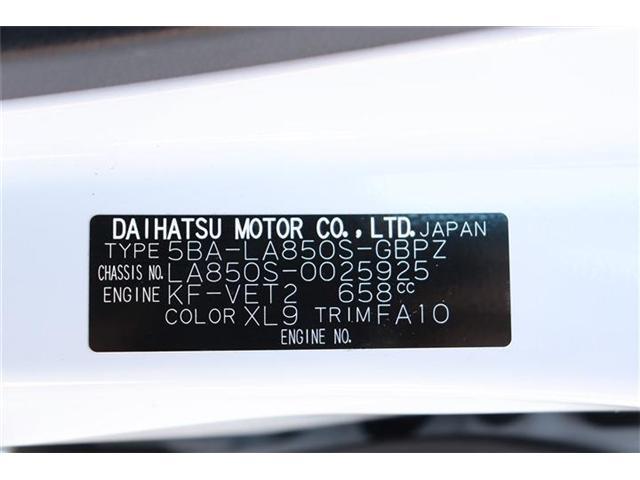 DAIHATSU MOTOR CO., LTD. JAPAN
TYPE 5BA-LA850S-GBPZ
CHASSIS NO. LA850S-0025925
ENGINE KF-VET2 658cc
COLOR XL9 TRIM FA10
ENGINE NO.